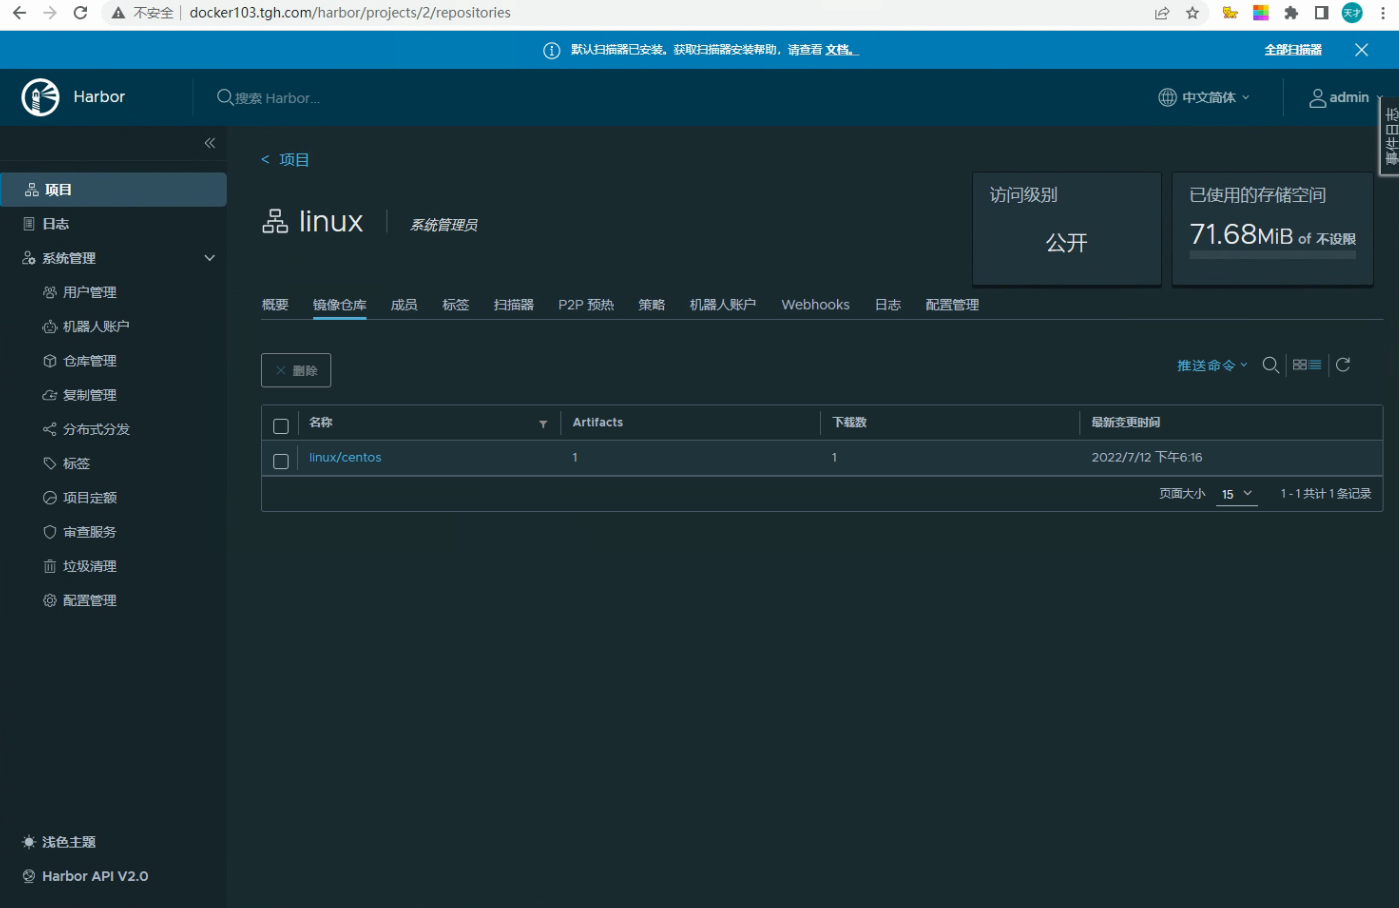 不安全 docker103.tgh.com/harbor/projects/2/repositories 天才
默认扫描器已安装。获取扫描器安装帮助，请查看 文档。 全部扫描器
Harbor 搜索 Harbor... 中文简体 admin
事件日志
< 项目
项目
日志
系统管理
用户管理
机器人账户
仓库管理
复制管理
分布式分发
标签
项目定额
审查服务
垃圾清理
配置管理
浅色主题
Harbor API V2.0
linux 系统管理员
访问级别
公开
已使用的存储空间
71.68MiB of 不设限
概要 镜像仓库 成员 标签 扫描器 P2P 预热 策略 机器人账户 Webhooks 日志 配置管理
删除 推送命令
名称 Artifacts 下载数 最新变更时间
linux/centos 1 1 2022/7/12 下午6:16
页面大小 15 1 - 1 共计 1 条记录